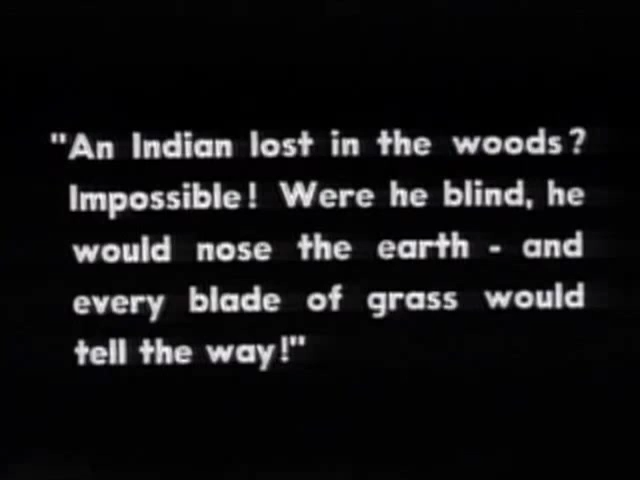 "An Indian lost in the woods?
Impossible! Were he blind, he
would nose the earth - and
every blade of grass would
tell the way!"